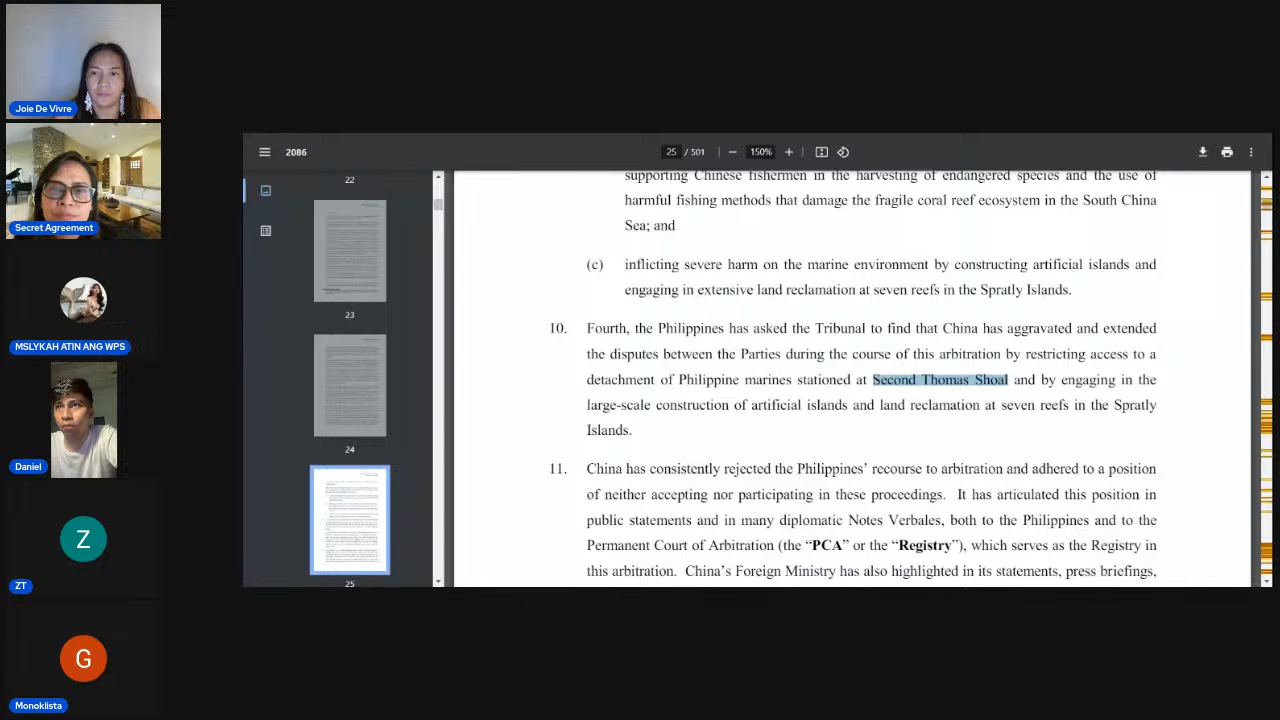 Joie De Vivre
Secret Agreement
MSLYKAH ATIN ANG WPS
Daniel
Z
ZT
G
Monoklista
2086
25 / 501
150%
22
23
24
25
supporting Chinese fishermen in the harvesting of endangered species and the use of
harmful fishing methods that damage the fragile coral reef ecosystem in the South China
Sea; and
(c) inflicting severe harm on the marine environment by constructing artificial islands and
engaging in extensive land reclamation at seven reefs in the Spratly Islands.
10. Fourth, the Philippines has asked the Tribunal to find that China has aggravated and extended
the disputes between the Parties during the course of this arbitration by restricting access to a
detachment of Philippine marines stationed at Second Thomas Shoal and by engaging in the
large-scale construction of artificial islands and land reclamation at seven reefs in the Spratly
Islands.
11. China has consistently rejected the Philippines’ recourse to arbitration and adhered to a position
of neither accepting nor participating in these proceedings. It has articulated this position in
public statements and in many diplomatic Notes Verbales, both to the Philippines and to the
Permanent Court of Arbitration (the “PCA” or the “Registry”), which serves as the Registry in
this arbitration. China’s Foreign Ministry has also highlighted in its statements, press briefings,